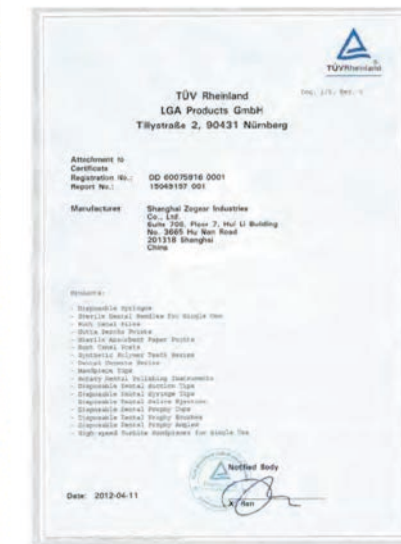 TÜVRheinland
TÜV Rheinland
LGA Products GmbH
Tillystraße 2, 90431 Nürnberg
Attachment to
Certificate
Registration No.: DD 60075916 0001
Report No.: 15049197 001
Manufacturer Shanghai Zogear Industries
Co., Ltd.
Suite 706, Floor 7, Hui Li Building
No. 3665 Hu Nan Road
201318 Shanghai
China
Products:
- Disposable Syringes
- Sterile Dental Needles for Single Use
- Root Canal Files
- Gutta Percha Points
- Sterile Absorbent Paper Points
- Root Canal Posts
- Synthetic Polymer Teeth Series
- Dental Cements Series
- Handpiece Tips
- Rotary Dental Polishing Instruments
- Disposable Dental Suction Tips
- Disposable Dental Syringe Tips
- Disposable Dental Saliva Ejectors
- Disposable Dental Prophy Cups
- Disposable Dental Prophy Brushes
- Disposable Dental Prophy Angles
- High-speed Turbine Handpieces for Single Use
Notified Body
Date: 2012-04-11